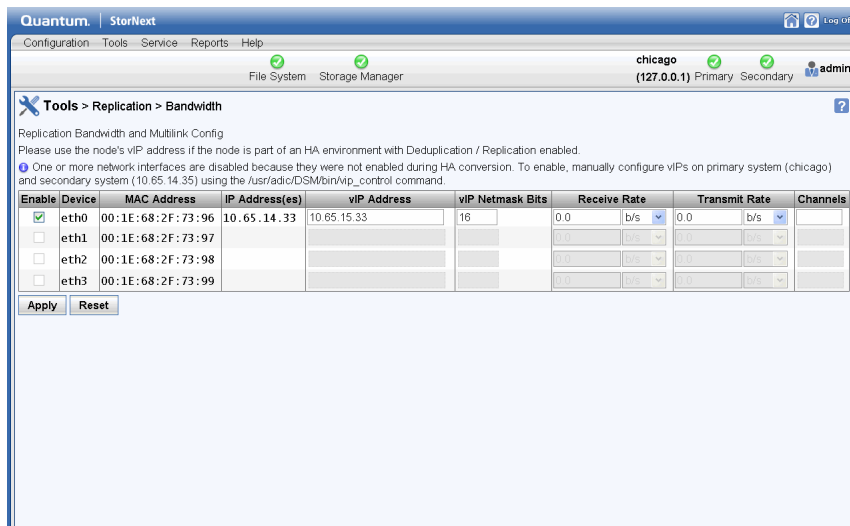 Quantum. | StorNext Log Of
Configuration Tools Service Reports Help
File System Storage Manager chicago (127.0.0.1) Primary Secondary admin
Tools > Replication > Bandwidth ?
Replication Bandwidth and Multilink Config
Please use the node's vIP address if the node is part of an HA environment with Deduplication / Replication enabled.
One or more network interfaces are disabled because they were not enabled during HA conversion. To enable, manually configure vIPs on primary system (chicago)
and secondary system (10.65.14.35) using the /usr/adic/DSM/bin/vip_control command.
Enable Device MAC Address IP Address(es) vIP Address vIP Netmask Bits Receive Rate Transmit Rate Channels
eth0 00:1E:68:2F:73:96 10.65.14.33 10.65.15.33 16 0.0 b/s 0.0 b/s
eth1 00:1E:68:2F:73:97 0.0 b/s 0.0 b/s
eth2 00:1E:68:2F:73:98 0.0 b/s 0.0 b/s
eth3 00:1E:68:2F:73:99 0.0 b/s 0.0 b/s
Apply Reset